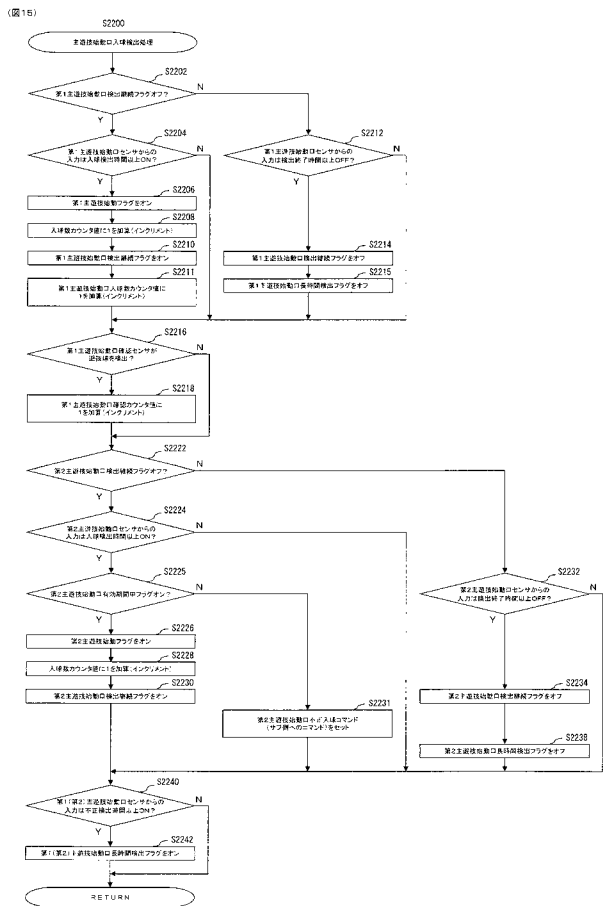 (図15)
S2200
主遊技始動口入球検出処理
S2202
第1主遊技始動口検出継続フラグオフ?
N
Y
S2204
第1主遊技始動口センサからの
入力は入球検出時間以上ON?
N
Y
S2212
第1主遊技始動口センサからの
入力は検出終了時間以上OFF?
N
Y
S2206
第1主遊技始動フラグをオン
S2208
入球数カウンタ値に1を加算(インクリメント)
S2210
第1主遊技始動口検出継続フラグをオン
S2211
第1主遊技始動口入球数カウンタ値に
1を加算(インクリメント)
S2214
第1主遊技始動口検出継続フラグをオフ
S2215
第1主遊技始動口長時間検出フラグをオフ
S2216
第1主遊技始動口確認センサが
遊技球を検出?
N
Y
S2218
第1主遊技始動口確認カウンタ値に
1を加算(インクリメント)
S2222
第2主遊技始動口検出継続フラグオフ?
N
Y
S2224
第2主遊技始動口センサからの
入力は入球検出時間以上ON?
N
Y
S2225
第2主遊技始動口有効期間中フラグオン?
N
Y
S2232
第2主遊技始動口センサからの
入力は検出終了時間以上OFF?
N
Y
S2226
第2主遊技始動フラグをオン
S2228
入球数カウンタ値に1を加算(インクリメント)
S2230
第2主遊技始動口検出継続フラグをオン
S2231
第2主遊技始動口不正入球コマンド
(サブ側へのコマンド)をセット
S2234
第2主遊技始動口検出継続フラグをオフ
S2238
第2主遊技始動口長時間検出フラグをオフ
S2240
第1(第2)主遊技始動口センサからの
入力は不正検出時間以上ON?
N
Y
S2242
第1(第2)主遊技始動口長時間検出フラグをオン
RETURN